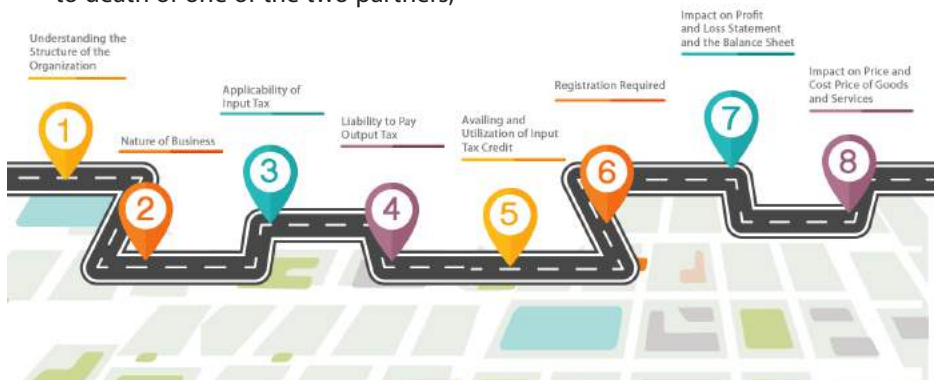 to death of one of the two partners;
Understanding the
Structure of the
Organization
1
Nature of Business
2
Applicability of
Input Tax
3
Liability to Pay
Output Tax
4
Availing and
Utilization of Input
Tax Credit
5
Registration Required
6
Impact on Profit
and Loss Statement
and the Balance Sheet
7
Impact on Price and
Cost Price of Goods
and Services
8